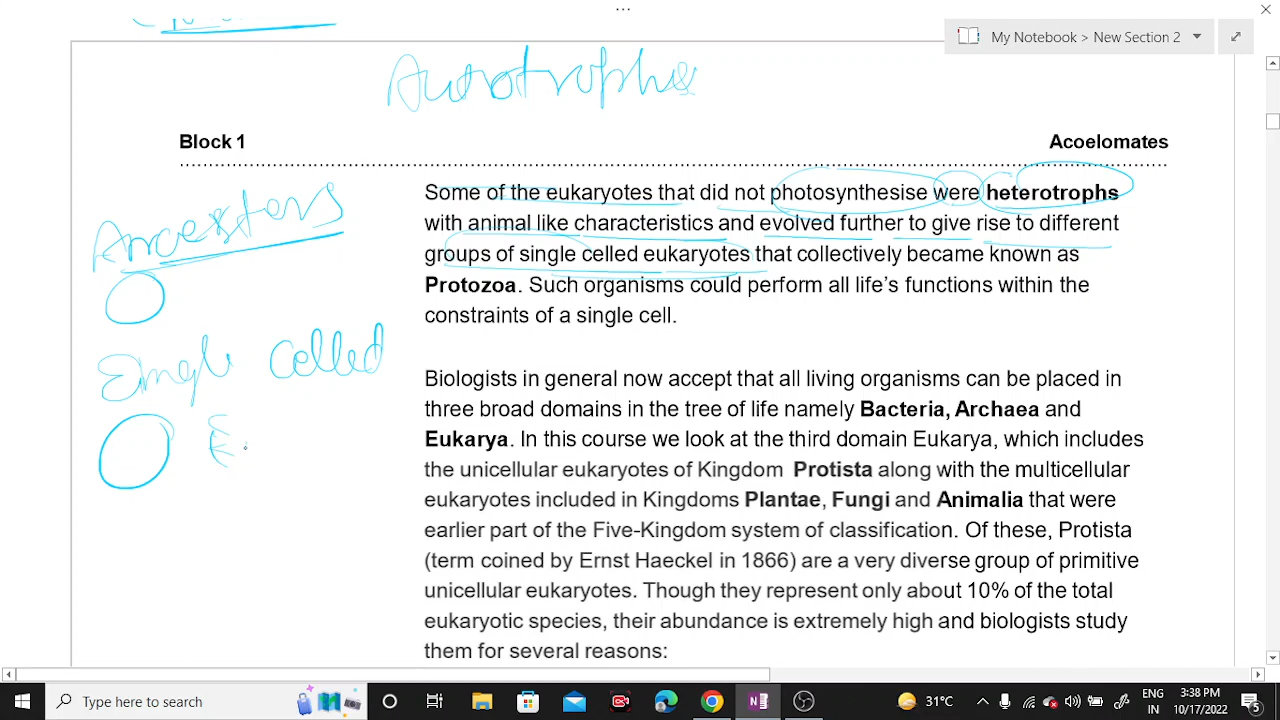 ...
My Notebook > New Section 2
Autotrophs
Block 1
Acoelomates
Some of the eukaryotes that did not photosynthesise were heterotrophs
with animal like characteristics and evolved further to give rise to different
groups of single celled eukaryotes that collectively became known as
Protozoa. Such organisms could perform all life's functions within the
constraints of a single cell.
Ancestors
Single Celled
E
Biologists in general now accept that all living organisms can be placed in
three broad domains in the tree of life namely Bacteria, Archaea and
Eukarya. In this course we look at the third domain Eukarya, which includes
the unicellular eukaryotes of Kingdom Protista along with the multicellular
eukaryotes included in Kingdoms Plantae, Fungi and Animalia that were
earlier part of the Five-Kingdom system of classification. Of these, Protista
(term coined by Ernst Haeckel in 1866) are a very diverse group of primitive
unicellular eukaryotes. Though they represent only about 10% of the total
eukaryotic species, their abundance is extremely high and biologists study
them for several reasons:
Type here to search
31°C
ENG
IN
3:38 PM
10/17/2022
5